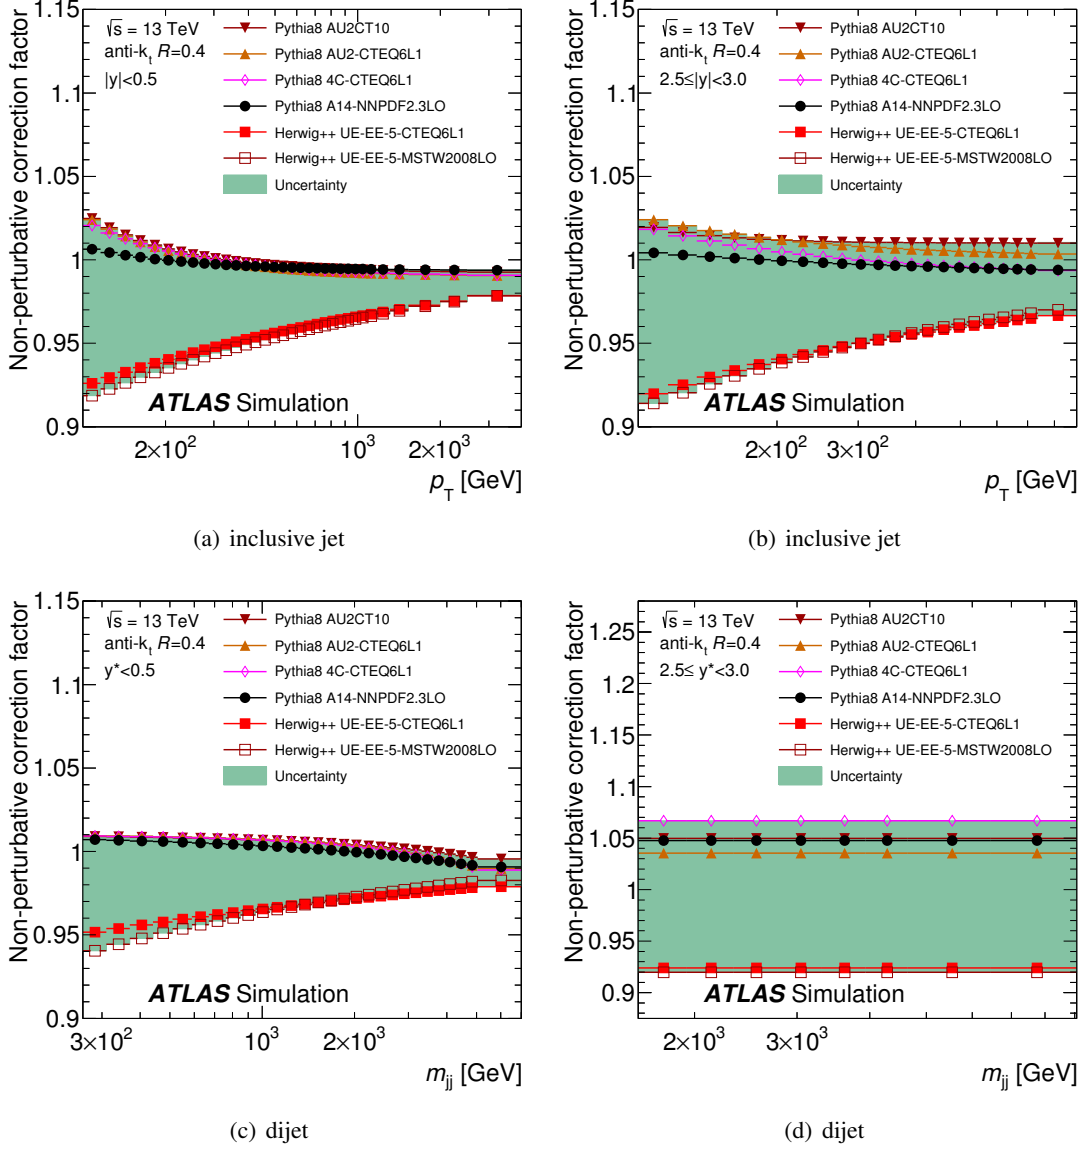 Non-perturbative correction factor
1.15
1.1
1.05
1
0.95
0.9
√s = 13 TeV
anti-kₜ R=0.4
|y|<0.5
Pythia8 AU2CT10
Pythia8 AU2-CTEQ6L1
Pythia8 4C-CTEQ6L1
Pythia8 A14-NNPDF2.3LO
Herwig++ UE-EE-5-CTEQ6L1
Herwig++ UE-EE-5-MSTW2008LO
Uncertainty
ATLAS Simulation
2×10² 10³ 2×10³
p_T [GeV]
(a) inclusive jet
Non-perturbative correction factor
1.15
1.1
1.05
1
0.95
0.9
√s = 13 TeV
anti-kₜ R=0.4
2.5≤|y|<3.0
Pythia8 AU2CT10
Pythia8 AU2-CTEQ6L1
Pythia8 4C-CTEQ6L1
Pythia8 A14-NNPDF2.3LO
Herwig++ UE-EE-5-CTEQ6L1
Herwig++ UE-EE-5-MSTW2008LO
Uncertainty
ATLAS Simulation
2×10² 3×10²
p_T [GeV]
(b) inclusive jet
Non-perturbative correction factor
1.15
1.1
1.05
1
0.95
0.9
√s = 13 TeV
anti-kₜ R=0.4
y*<0.5
Pythia8 AU2CT10
Pythia8 AU2-CTEQ6L1
Pythia8 4C-CTEQ6L1
Pythia8 A14-NNPDF2.3LO
Herwig++ UE-EE-5-CTEQ6L1
Herwig++ UE-EE-5-MSTW2008LO
Uncertainty
ATLAS Simulation
3×10² 10³ 2×10³
m_jj [GeV]
(c) dijet
Non-perturbative correction factor
1.25
1.2
1.15
1.1
1.05
1
0.95
0.9
√s = 13 TeV
anti-kₜ R=0.4
2.5≤ y*<3.0
Pythia8 AU2CT10
Pythia8 AU2-CTEQ6L1
Pythia8 4C-CTEQ6L1
Pythia8 A14-NNPDF2.3LO
Herwig++ UE-EE-5-CTEQ6L1
Herwig++ UE-EE-5-MSTW2008LO
Uncertainty
ATLAS Simulation
2×10³ 3×10³
m_jj [GeV]
(d) dijet